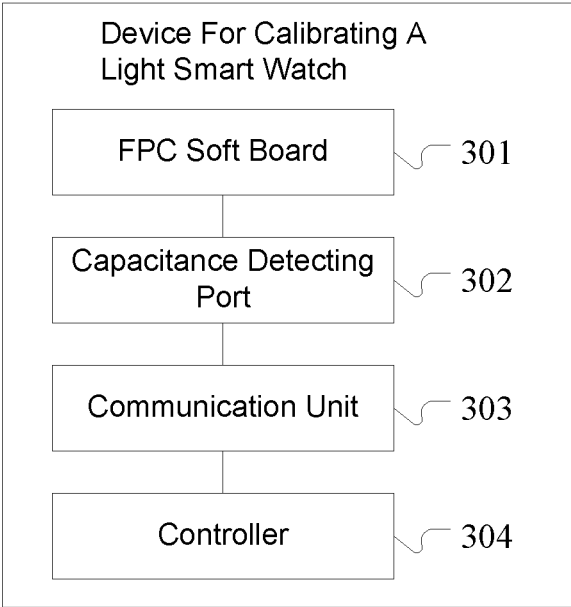 Device For Calibrating A
Light Smart Watch
FPC Soft Board
301
Capacitance Detecting
Port
302
Communication Unit
303
Controller
304